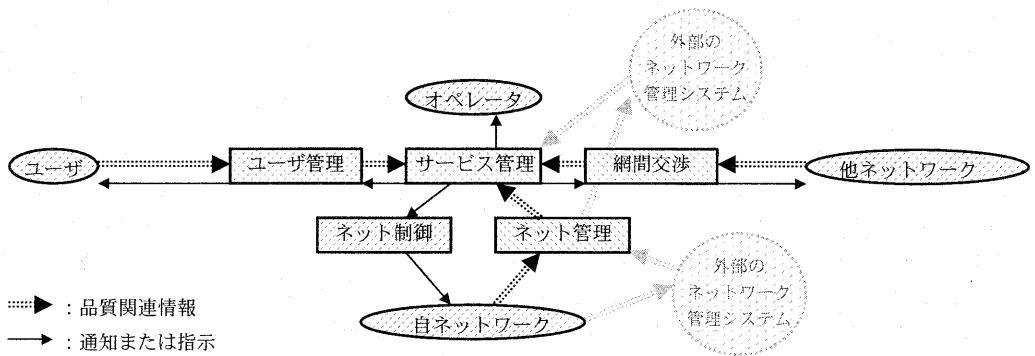 外部の
ネットワーク
管理システム
オペレータ
ユーザ
ユーザ管理
サービス管理
網間交渉
他ネットワーク
ネット制御
ネット管理
外部の
ネットワーク
管理システム
自ネットワーク
：品質関連情報
：通知または指示